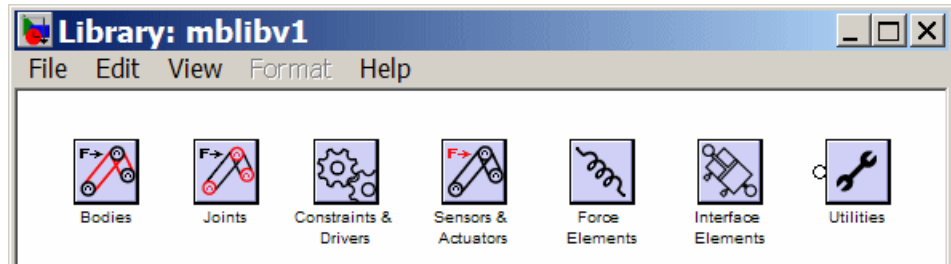 Library: mblibv1
File Edit View Format Help
F→ F→ F→
Bodies Joints Constraints & Drivers Sensors & Actuators Force Elements Interface Elements Utilities